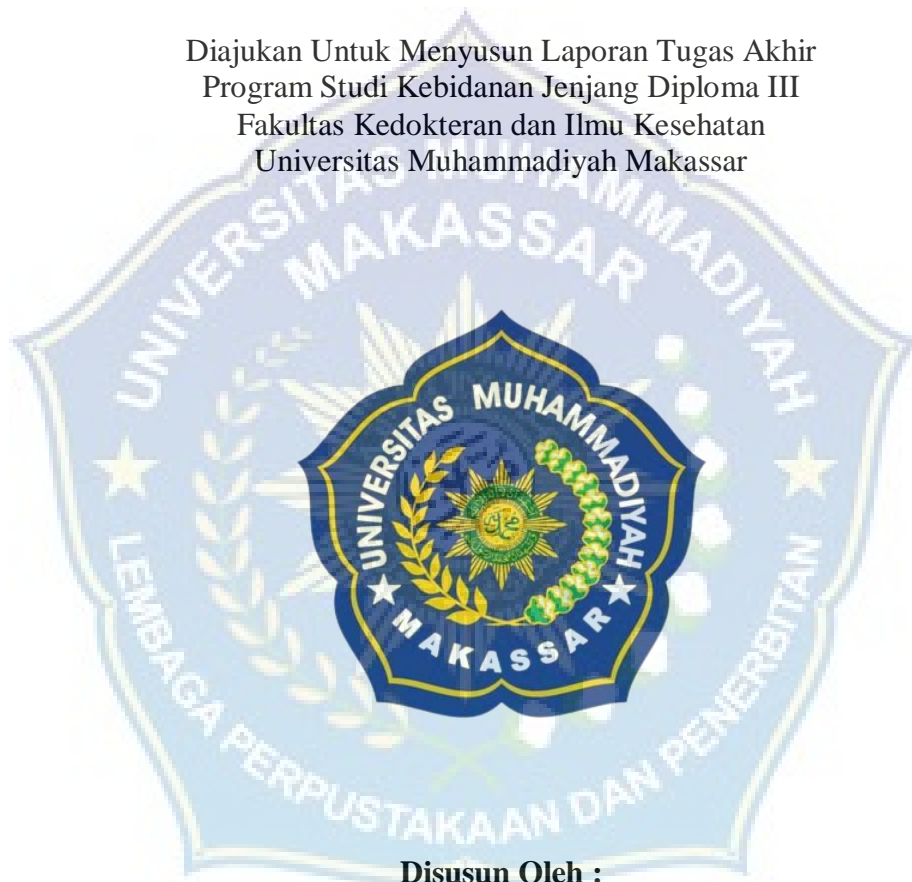 Diajukan Untuk Menyusun Laporan Tugas Akhir
Program Studi Kebidanan Jenjang Diploma III
Fakultas Kedokteran dan Ilmu Kesehatan
Universitas Muhammadiyah Makassar
UNIVERSITAS MUHAMMADIYAH
MAKASSAR
LEMBAGA PERPUSTAKAAN DAN PENERBITAN
UNIVERSITAS MUHAMMADIYAH
MAKASSAR
Disusun Oleh :